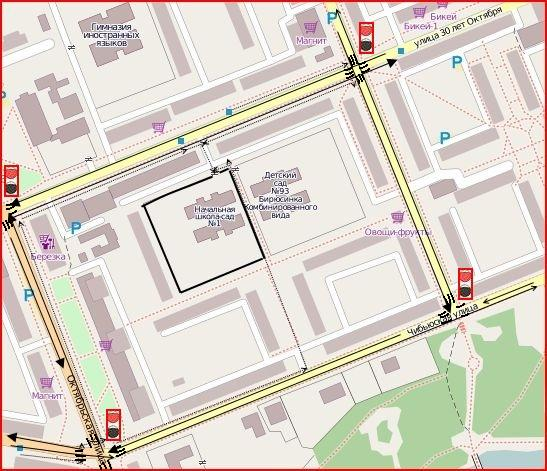 Бикей
Бикей-1
улица 30 лет Октября
Гимназия
иностранных
языков
Магнит
P
P
P
Детский
сад
№93
Бирюсинка
Комбинированного
вида
Начальная
школа-сад
№1
P
Овощи-фрукты
Березка
P
Чибьюская улица
Магнит
Октябрьская улица